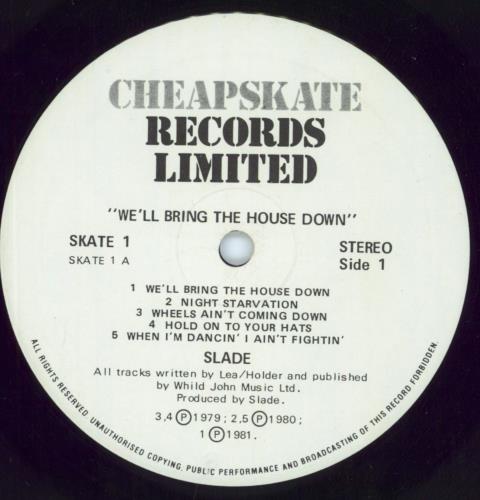 CHEAPSKATE
RECORDS
LIMITED
"WE'LL BRING THE HOUSE DOWN"
SKATE 1
SKATE 1 A
STEREO
Side 1
1 WE'LL BRING THE HOUSE DOWN
2 NIGHT STARVATION
3 WHEELS AIN'T COMING DOWN
4 HOLD ON TO YOUR HATS
5 WHEN I'M DANCIN' I AIN'T FIGHTIN'
SLADE
All tracks written by Lea/Holder and published
by Whild John Music Ltd.
Produced by Slade.
3,4 Ⓟ 1979; 2,5 Ⓟ 1980;
1 Ⓟ 1981.
ALL RIGHTS RESERVED. UNAUTHORISED COPYING, PUBLIC PERFORMANCE AND BROADCASTING OF THIS RECORD FORBIDDEN.